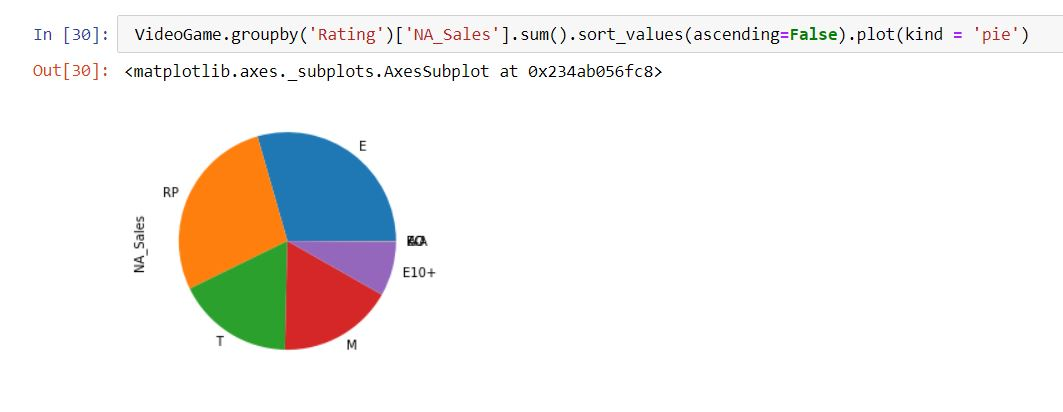 In [30]: VideoGame.groupby('Rating')['NA_Sales'].sum().sort_values(ascending=False).plot(kind = 'pie')
Out[30]: <matplotlib.axes._subplots.AxesSubplot at 0x234ab056fc8>
E
RP
NA_Sales
E10+
T
M